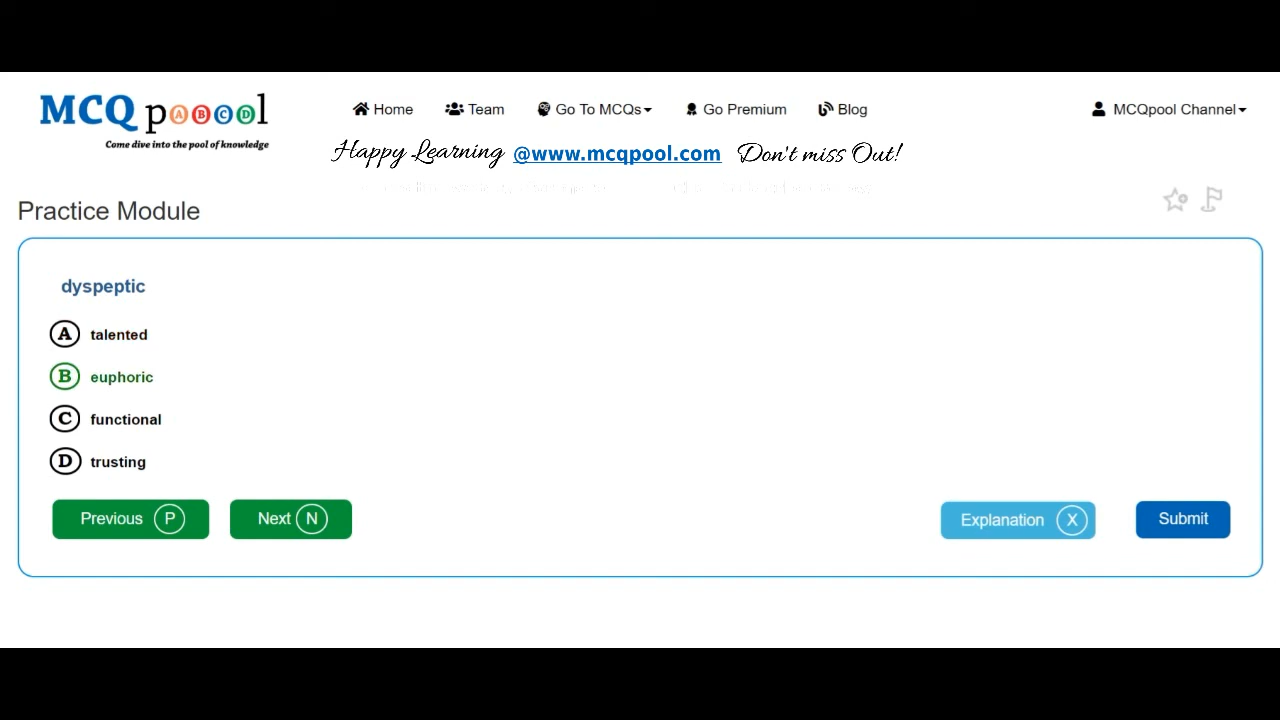 MCQ pABCDl
Come dive into the pool of knowledge
Home Team Go To MCQs Go Premium Blog MCQpool Channel
Happy Learning @www.mcqpool.com Don't miss Out!
Practice Module
dyspeptic
A talented
B euphoric
C functional
D trusting
Previous P Next N Explanation X Submit